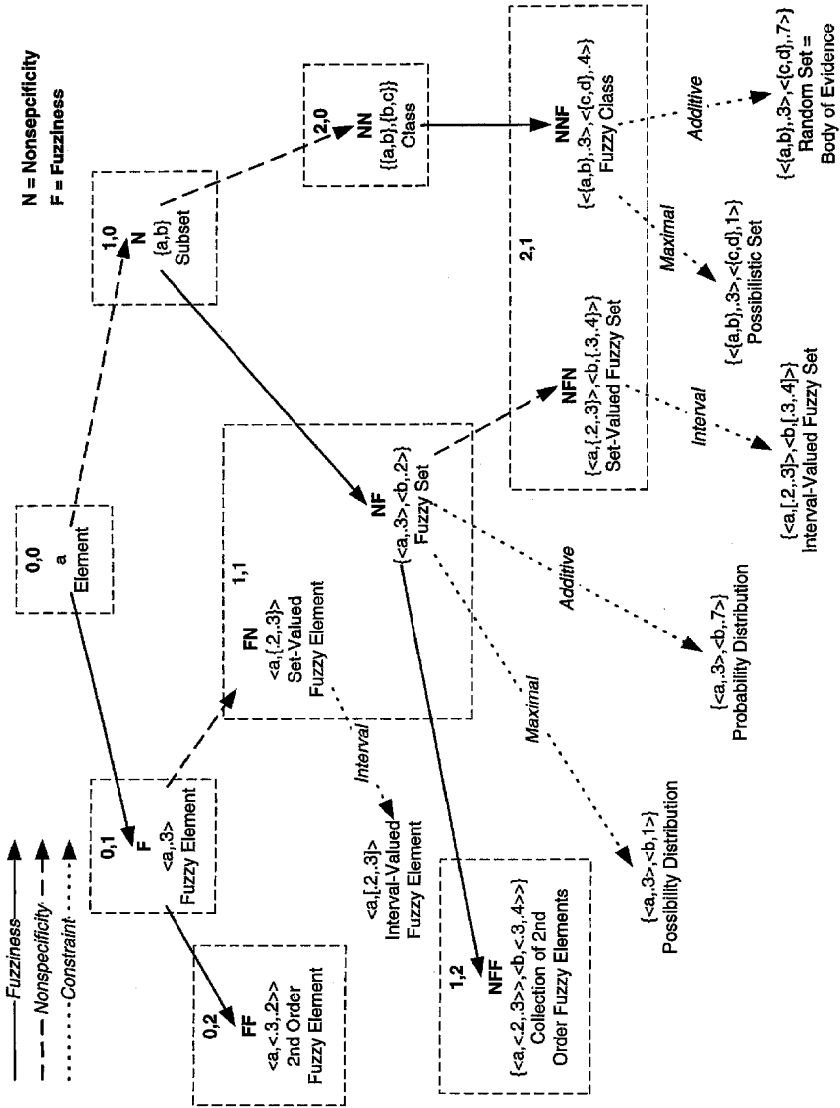 Fuzziness
Nonspecificity
Constraint
N = Nonsepcificity
F = Fuzziness
0,0
a
Element
0,1
F
<a,.3>
Fuzzy Element
1,0
N
{a,b}
Subset
0,2
FF
<a,<.3,.2>>
2nd Order
Fuzzy Element
1,1
FN
<a,{.2,.3}>
Set-Valued
Fuzzy Element
NF
{<a,.3>,<b,.2>}
Fuzzy Set
2,0
NN
{{a,b},{b,c}}
Class
Interval
<a,[.2,.3]>
Interval-Valued
Fuzzy Element
1,2
NFF
{<a,<.2,.3>>,<b,<.3,.4>>}
Collection of 2nd
Order Fuzzy Elements
2,1
NFN
{<a,{.2,.3}>,<b,{.3,.4}>}
Set-Valued Fuzzy Set
NNF
{<{a,b},.3>,<{c,d},.4>}
Fuzzy Class
Maximal
Additive
Interval
Maximal
Additive
{<a,.3>,<b,1>}
Possibility Distribution
{<a,.3>,<b,.7>}
Probability Distribution
{<a,[.2,.3]>,<b,[.3,.4]>}
Interval-Valued Fuzzy Set
{<{a,b},.3>,<{c,d},1>}
Possibilistic Set
{<{a,b},.3>,<{c,d},.7>}
Random Set =
Body of Evidence